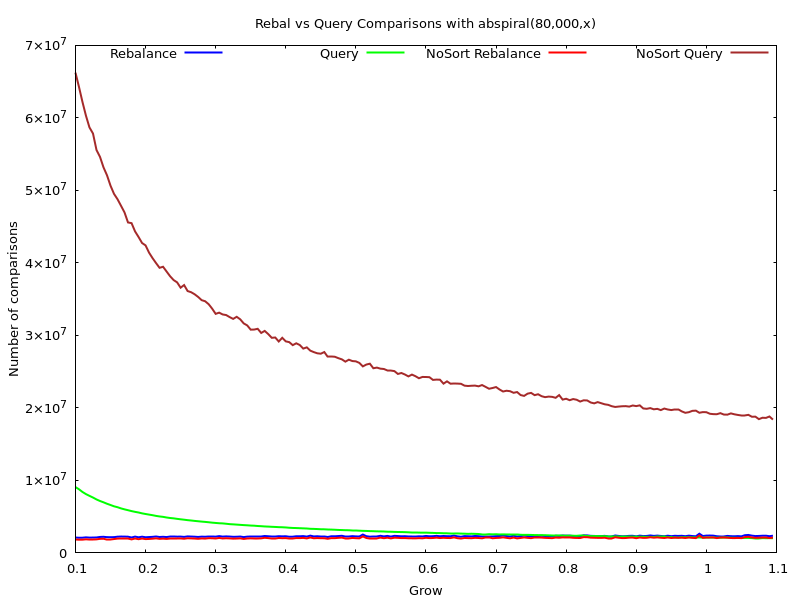 Rebal vs Query Comparisons with abspiral(80,000,x)
Rebalance Query NoSort Rebalance NoSort Query
7×10⁷
6×10⁷
5×10⁷
4×10⁷
3×10⁷
2×10⁷
1×10⁷
0
Number of comparisons
0.1 0.2 0.3 0.4 0.5 0.6 0.7 0.8 0.9 1 1.1
Grow